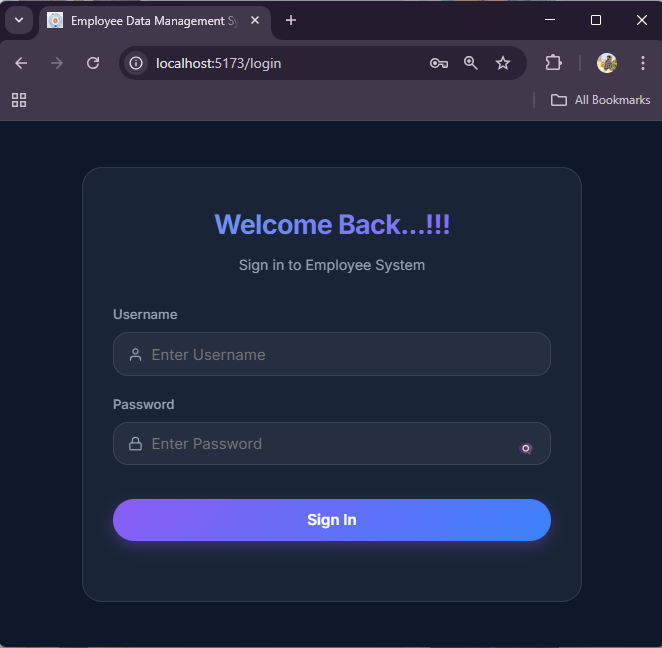 Employee Data Management Sy
localhost:5173/login
All Bookmarks
Welcome Back...!!!
Sign in to Employee System
Username
Enter Username
Password
Enter Password
Sign In